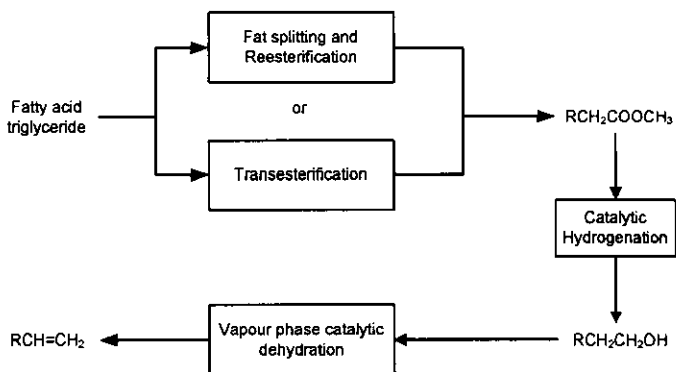 Fat splitting and
Reesterification
Fatty acid
triglyceride
or
RCH₂COOCH₃
Transesterification
Catalytic
Hydrogenation
RCH=CH₂
Vapour phase catalytic
dehydration
RCH₂CH₂OH